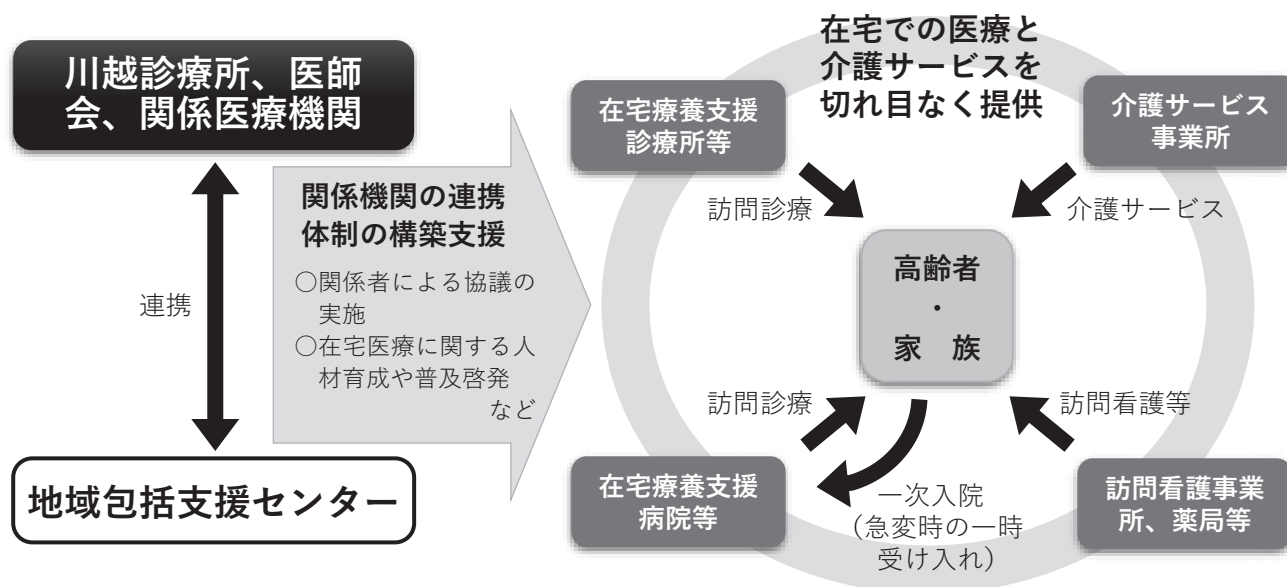 川越診療所、医師
会、関係医療機関
連携
地域包括支援センター
関係機関の連携
体制の構築支援
○関係者による協議の
実施
○在宅医療に関する人
材育成や普及啓発
など
在宅での医療と
介護サービスを
切れ目なく提供
在宅療養支援
診療所等
訪問診療
介護サービス
事業所
介護サービス
高齢者
・
家 族
訪問診療
在宅療養支援
病院等
一次入院
(急変時の一時
受け入れ)
訪問看護等
訪問看護事業
所、薬局等